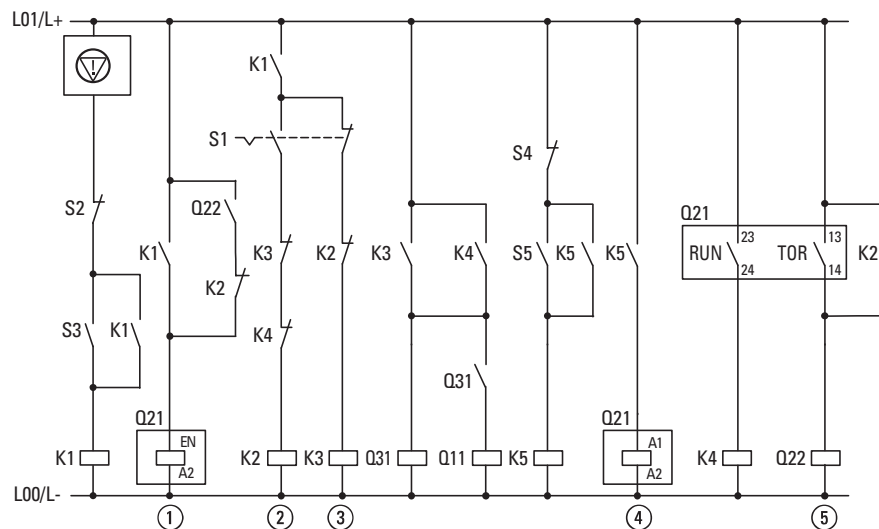 L01/L+
K1
S1
S4
S2
Q22
Q21
K1
K3
K2
K3
K4
S5
K5
K5
RUN
23
24
TOR
13
14
K2
K2
S3
K1
K4
Q31
Q21
Q21
K1
EN
A2
K2
K3
Q31
Q11
K5
A1
A2
K4
Q22
L00/L-
1
2
3
4
5